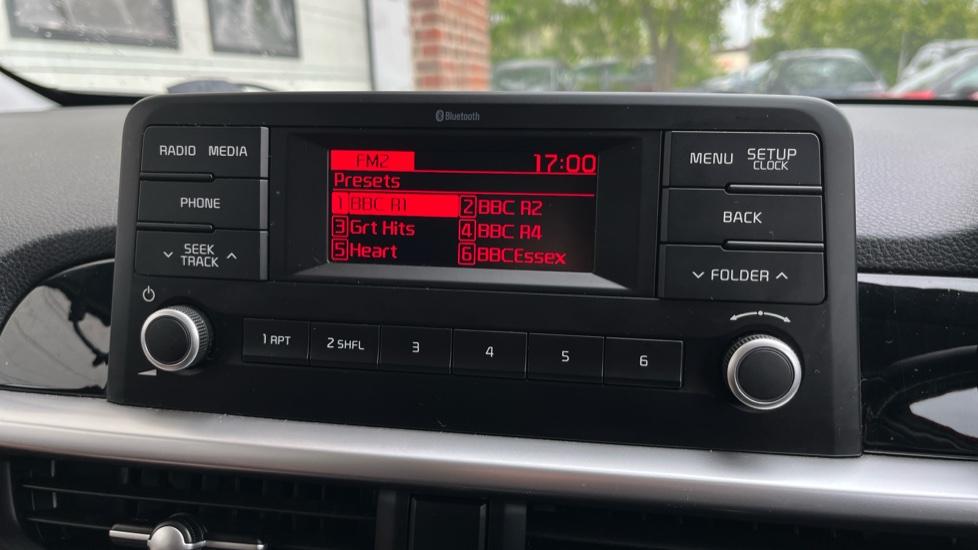 Bluetooth
RADIO MEDIA
PHONE
SEEK
TRACK
FM2 17:00
Presets
1 BBC R1 2 BBC R2
3 Grt Hits 4 BBC R4
5 Heart 6 BBCEssex
MENU SETUP
CLOCK
BACK
FOLDER
1 RPT 2 SHFL 3 4 5 6